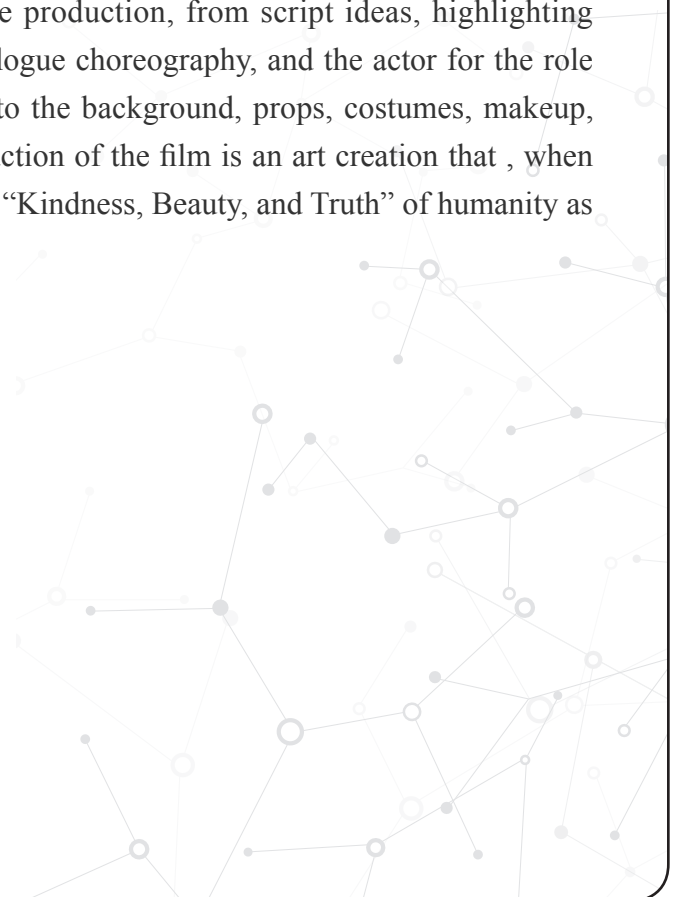 e production, from script ideas, highlighting
logue choreography, and the actor for the role
to the background, props, costumes, makeup,
ction of the film is an art creation that , when
“Kindness, Beauty, and Truth” of humanity as